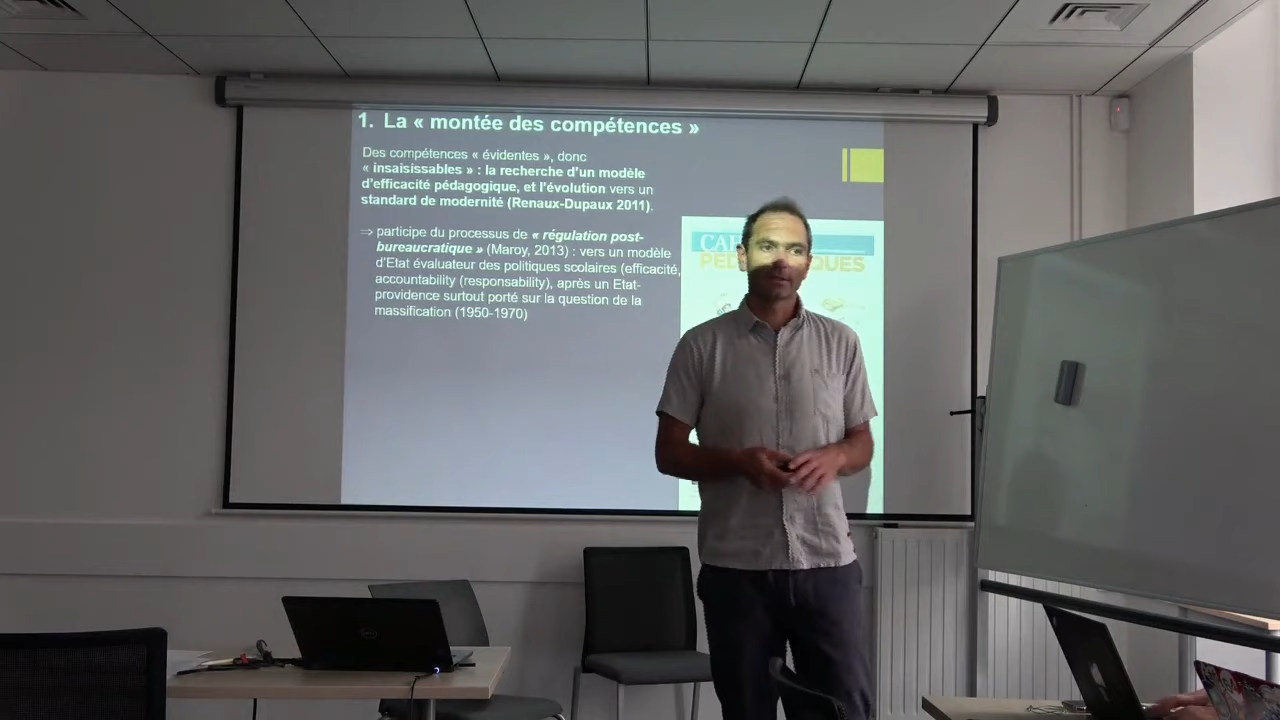 1. La « montée des compétences »
Des compétences « évidentes », donc
« insaisissables » : la recherche d'un modèle
d'efficacité pédagogique, et l'évolution vers un
standard de modernité (Renaux-Dupaux 2011).
⇒ participe du processus de « régulation post-
bureaucratique » (Maroy, 2013) : vers un modèle
d'Etat évaluateur des politiques scolaires (efficacité,
accountability (responsability), après un Etat-
providence surtout porté sur la question de la
massification (1950-1970)